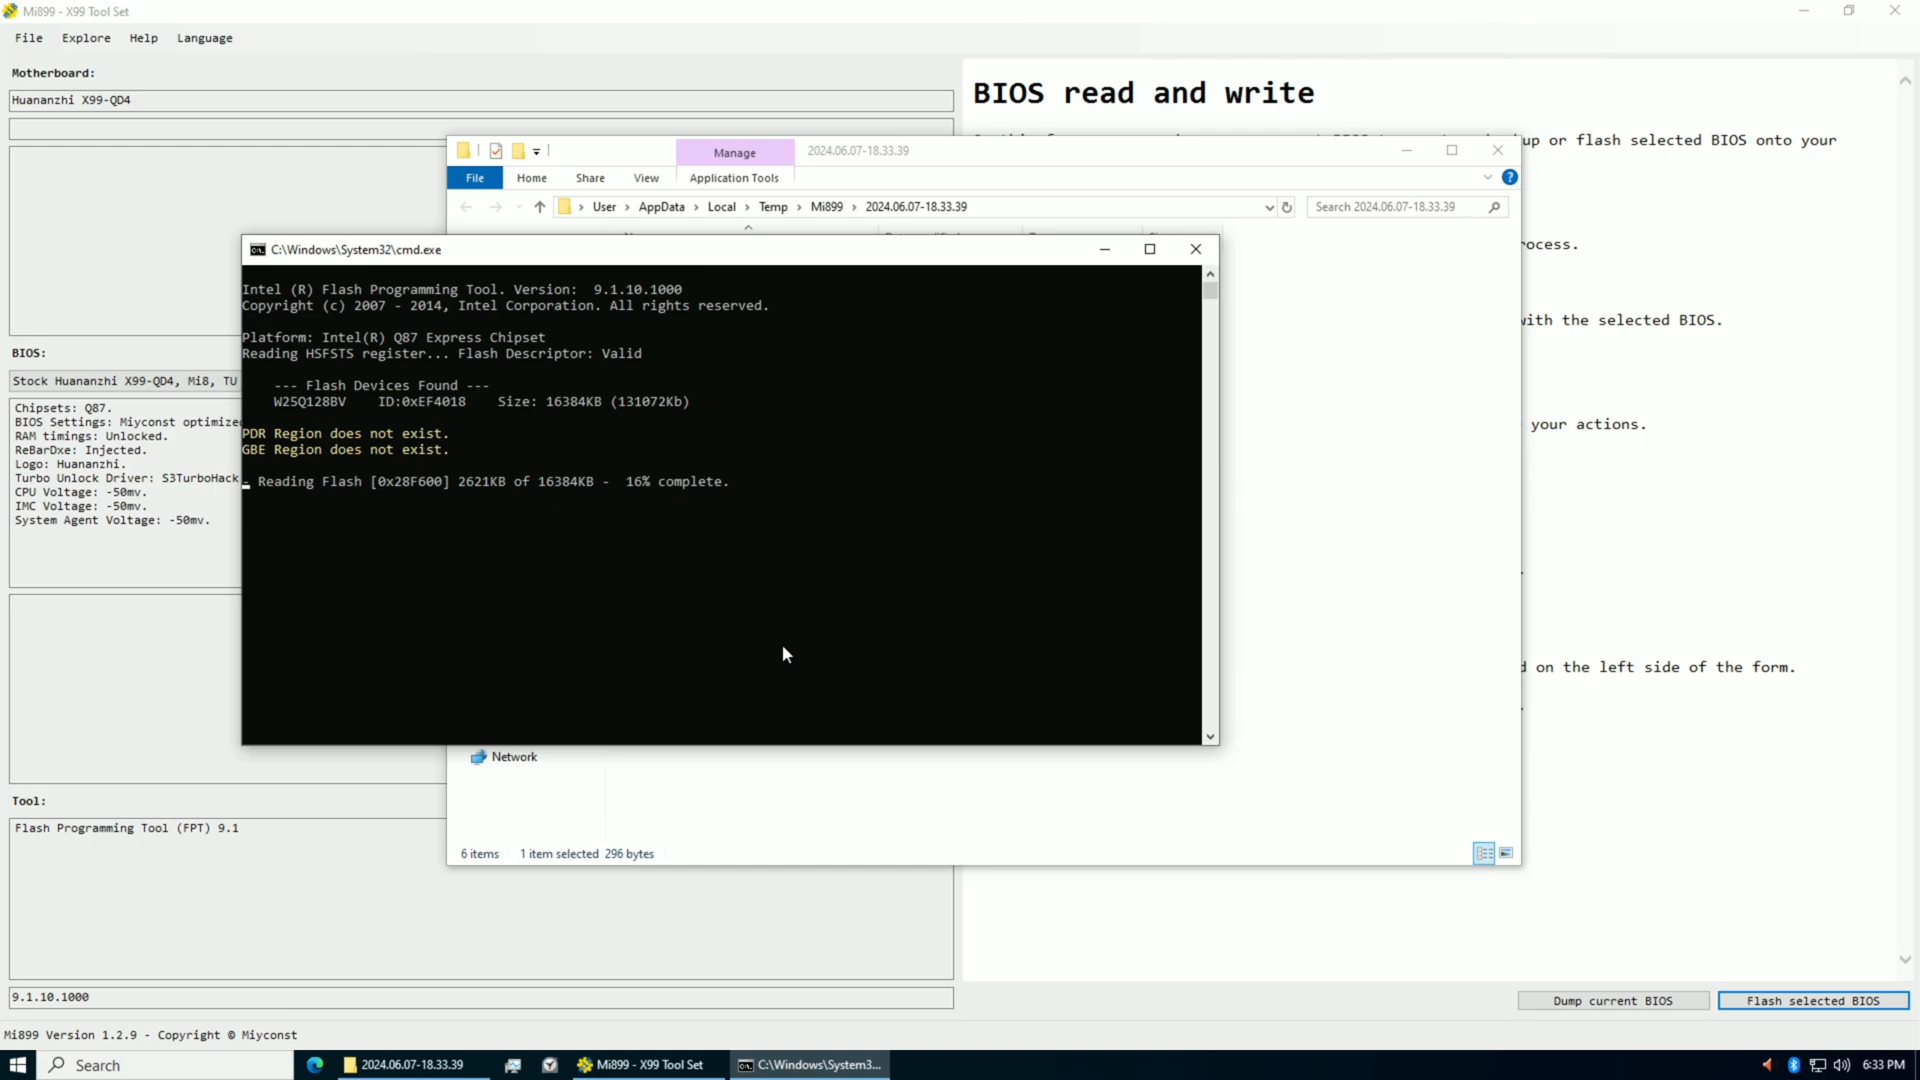 Mi899 - X99 Tool Set
File Explore Help Language
Motherboard:
Huananzhi X99-QD4
BIOS read and write
up or flash selected BIOS onto your
rocess.
with the selected BIOS.
your actions.
d on the left side of the form.
Manage
2024.06.07-18.33.39
File Home Share View Application Tools
User > AppData > Local > Temp > Mi899 > 2024.06.07-18.33.39
Search 2024.06.07-18.33.39
C:\Windows\System32\cmd.exe
Intel (R) Flash Programming Tool. Version:  9.1.10.1000
Copyright (c) 2007 - 2014, Intel Corporation. All rights reserved.
Platform: Intel(R) Q87 Express Chipset
Reading HSFSTS register... Flash Descriptor: Valid
--- Flash Devices Found ---
W25Q128BV    ID:0xEF4018    Size: 16384KB (131072Kb)
PDR Region does not exist.
GBE Region does not exist.
- Reading Flash [0x28F600] 2621KB of 16384KB -  16% complete.
BIOS:
Stock Huananzhi X99-QD4, Mi8, TU
Chipsets: Q87.
BIOS Settings: Miyconst optimize
RAM timings: Unlocked.
ReBarDxe: Injected.
Logo: Huananzhi.
Turbo Unlock Driver: S3TurboHack
CPU Voltage: -50mv.
IMC Voltage: -50mv.
System Agent Voltage: -50mv.
Network
6 items 1 item selected 296 bytes
Tool:
Flash Programming Tool (FPT) 9.1
9.1.10.1000
Dump current BIOS
Flash selected BIOS
Mi899 Version 1.2.9 - Copyright © Miyconst
Search
2024.06.07-18.33.39
Mi899 - X99 Tool Set
C:\Windows\System3...
6:33 PM